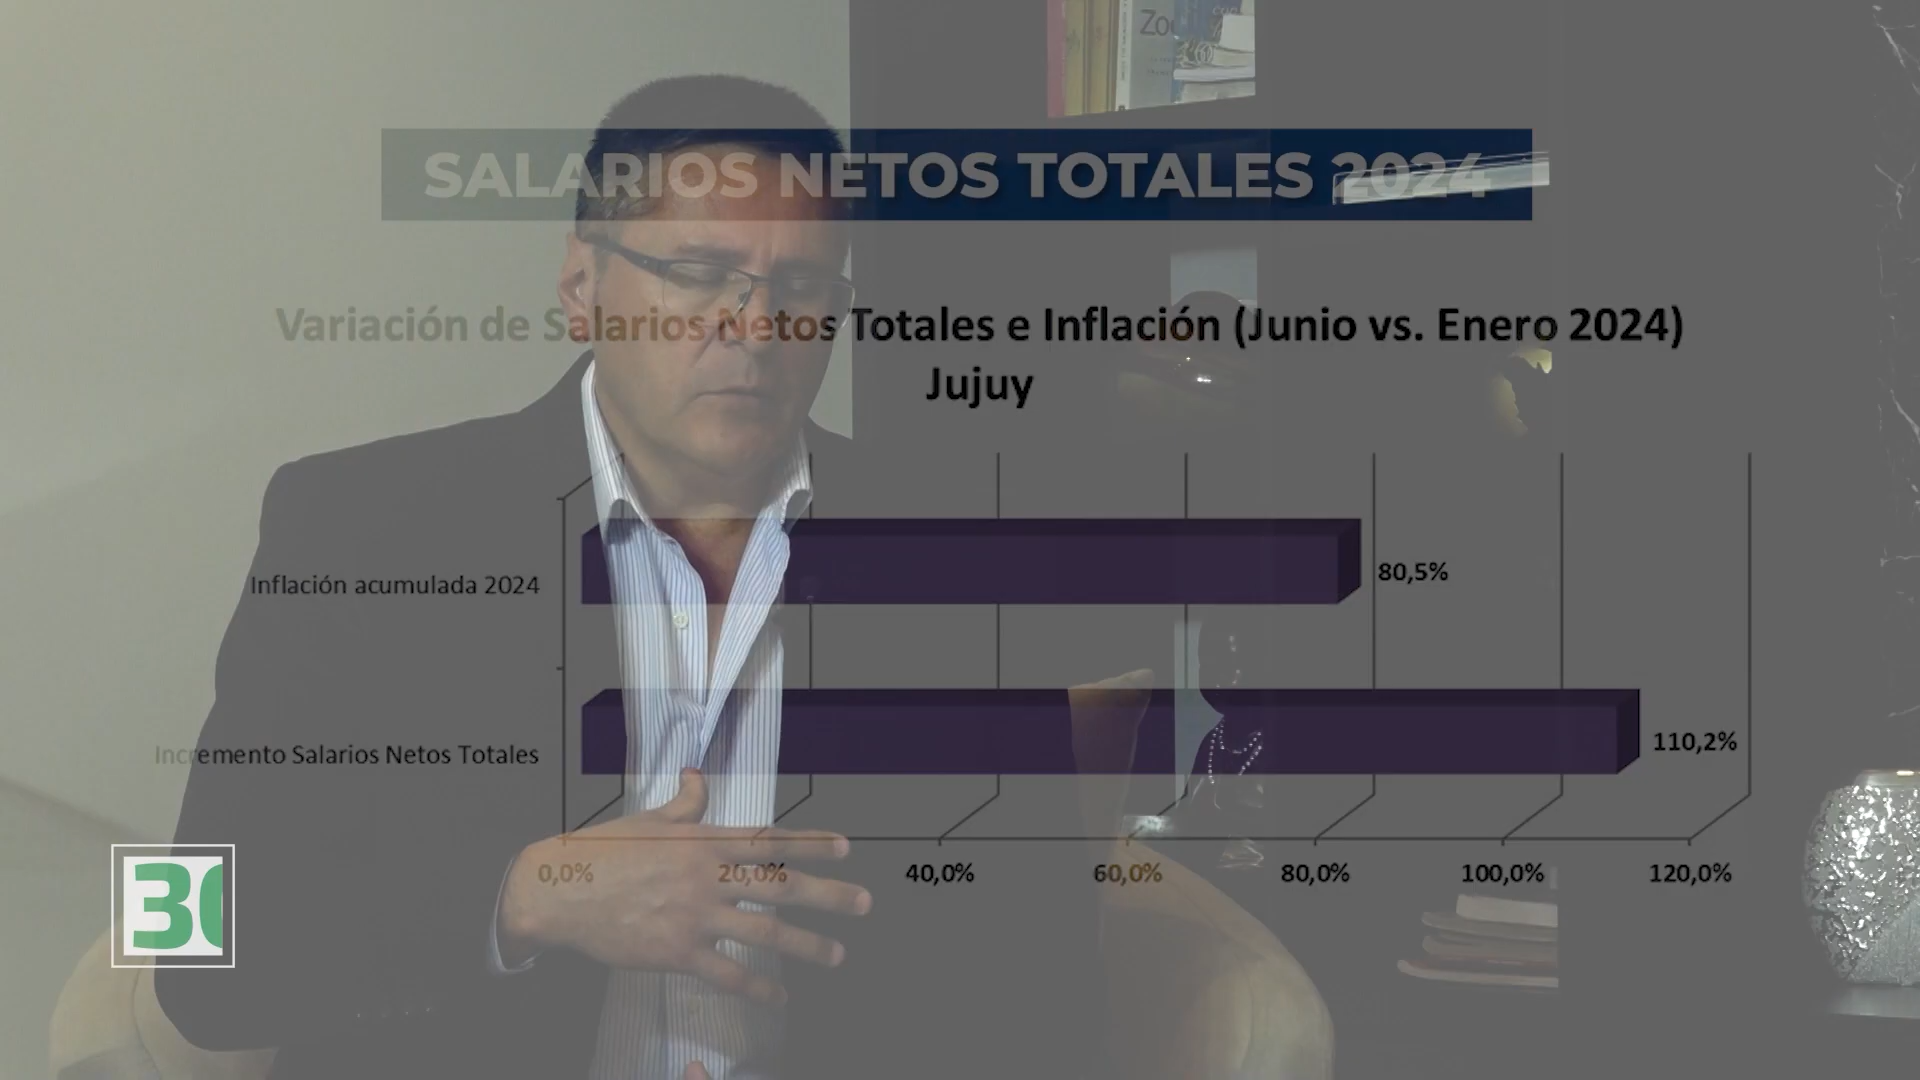 Zo
SALARIOS NETOS TOTALES 2024
Variación de Salarios Netos Totales e Inflación (Junio vs. Enero 2024)
Jujuy
Inflación acumulada 2024
80,5%
Incremento Salarios Netos Totales
110,2%
0,0% 20,0% 40,0% 60,0% 80,0% 100,0% 120,0%
30